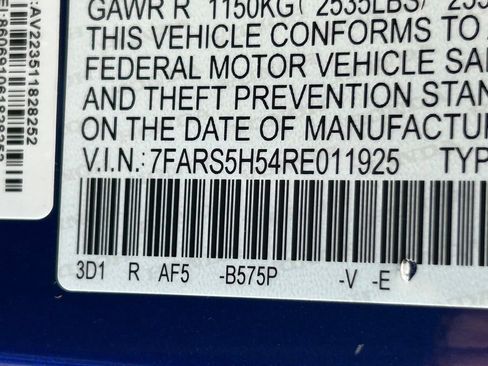 GAWR R 1150KG( 2535LBS)
THIS VEHICLE CONFORMS TO
FEDERAL MOTOR VEHICLE SA
AND THEFT PREVENTION STAN
ON THE DATE OF MANUFACTU
V.I.N.: 7FARS5H54RE011925 TYP
3D1 R AF5 -B575P -V -E
:AV223511828252